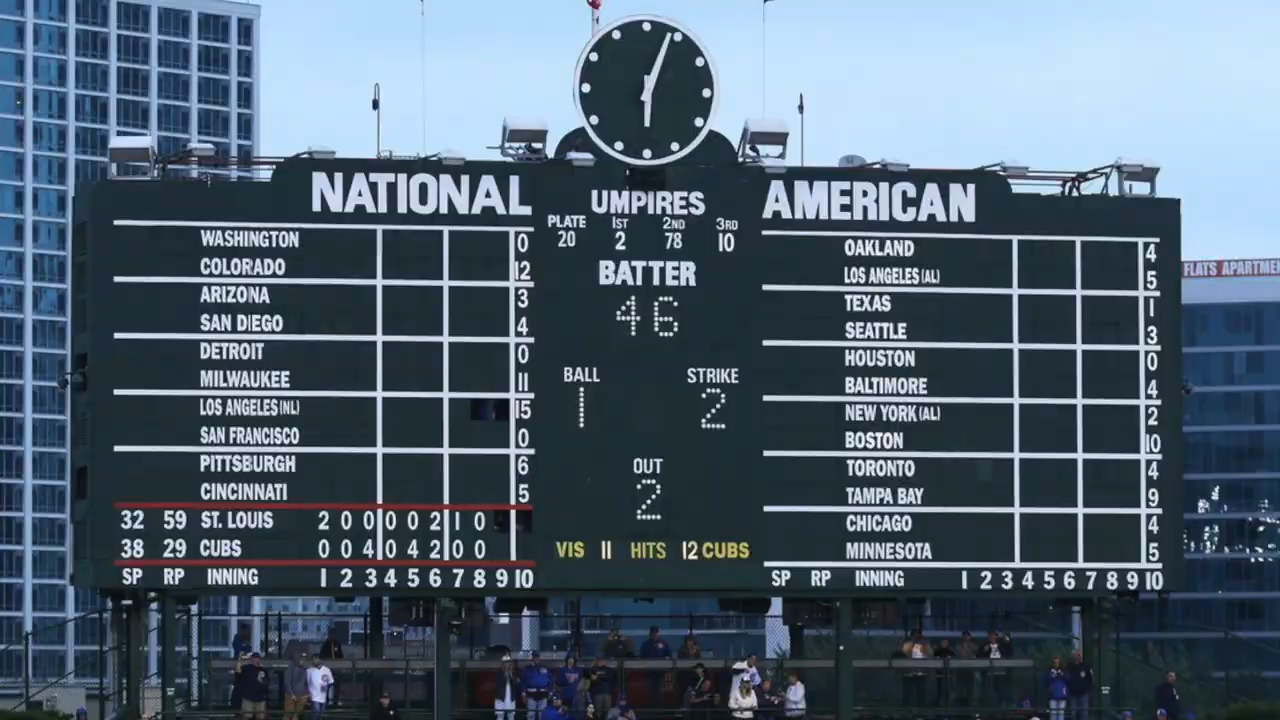 NATIONAL
WASHINGTON 0
COLORADO 12
ARIZONA 3
SAN DIEGO 4
DETROIT 0
MILWAUKEE 11
LOS ANGELES (NL) 15
SAN FRANCISCO 0
PITTSBURGH 6
CINCINNATI 5
32 59 ST. LOUIS 2 0 0 0 0 2 1 0
38 29 CUBS 0 0 4 0 4 2 0 0
SP RP INNING 1 2 3 4 5 6 7 8 9 10
UMPIRES
PLATE 1ST 2ND 3RD
20 2 78 10
BATTER
46
BALL STRIKE
1 2
OUT
2
VIS 11 HITS 12 CUBS
AMERICAN
OAKLAND 4
LOS ANGELES (AL) 5
TEXAS 1
SEATTLE 3
HOUSTON 0
BALTIMORE 4
NEW YORK (AL) 2
BOSTON 10
TORONTO 4
TAMPA BAY 9
CHICAGO 4
MINNESOTA 5
SP RP INNING 1 2 3 4 5 6 7 8 9 10
FLATS APARTME